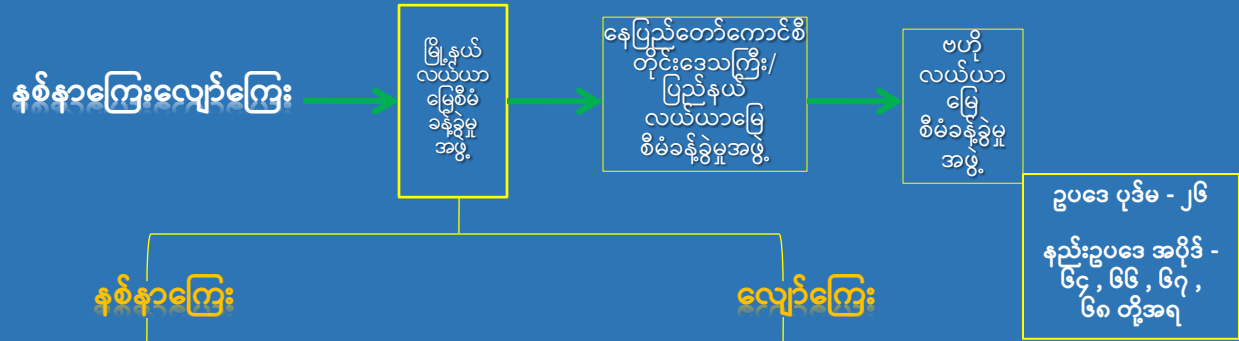 နစ်နာကြေးလျော်ကြေး
မြို့နယ်
လယ်ယာ
မြေစီမံ
ခန့်ခွဲမှု
အဖွဲ့
နေပြည်တော်ကောင်စီ
တိုင်းဒေသကြီး/
ပြည်နယ်
လယ်ယာမြေ
စီမံခန့်ခွဲမှုအဖွဲ့
ဗဟို
လယ်ယာ
မြေ
စီမံခန့်ခွဲမှု
အဖွဲ့
ဥပဒေ ပုဒ်မ - ၂၆
နည်းဥပဒေ အပိုဒ် -
၆၄ , ၆၆ , ၆၇ ,
၆၈ တို့အရ
နစ်နာကြေး
လျော်ကြေး